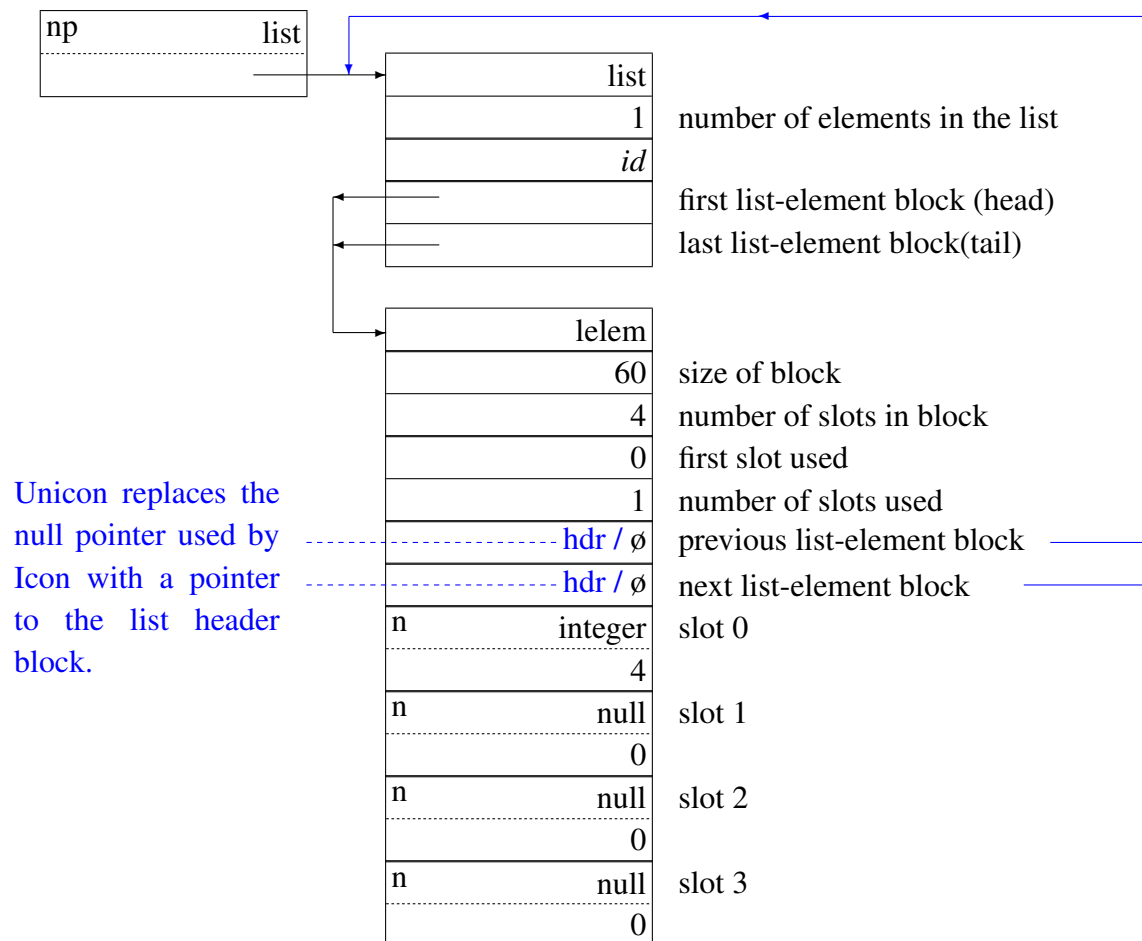 np list
list
1 number of elements in the list
id
first list-element block (head)
last list-element block(tail)
lelem
60 size of block
4 number of slots in block
0 first slot used
1 number of slots used
hdr / ø previous list-element block
hdr / ø next list-element block
Unicon replaces the
null pointer used by
Icon with a pointer
to the list header
block.
n integer slot 0
4
n null slot 1
0
n null slot 2
0
n null slot 3
0